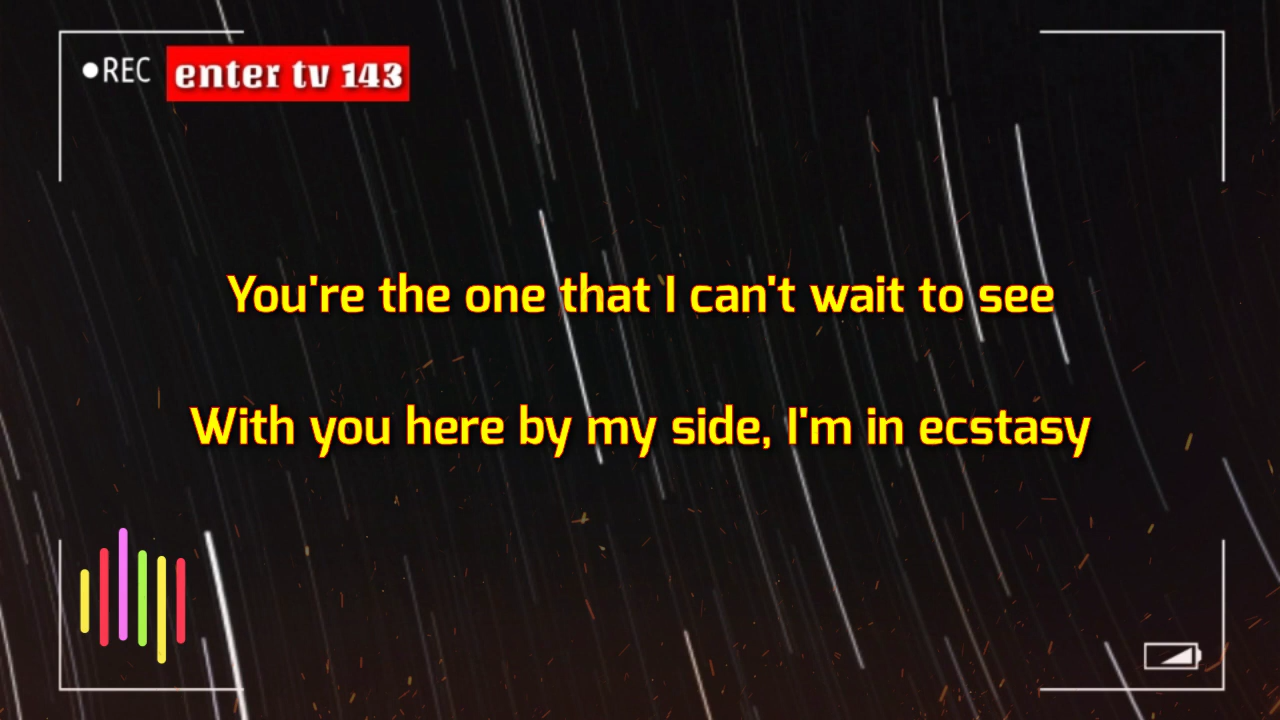 ●REC enter tv 143
You're the one that I can't wait to see
With you here by my side, I'm in ecstasy